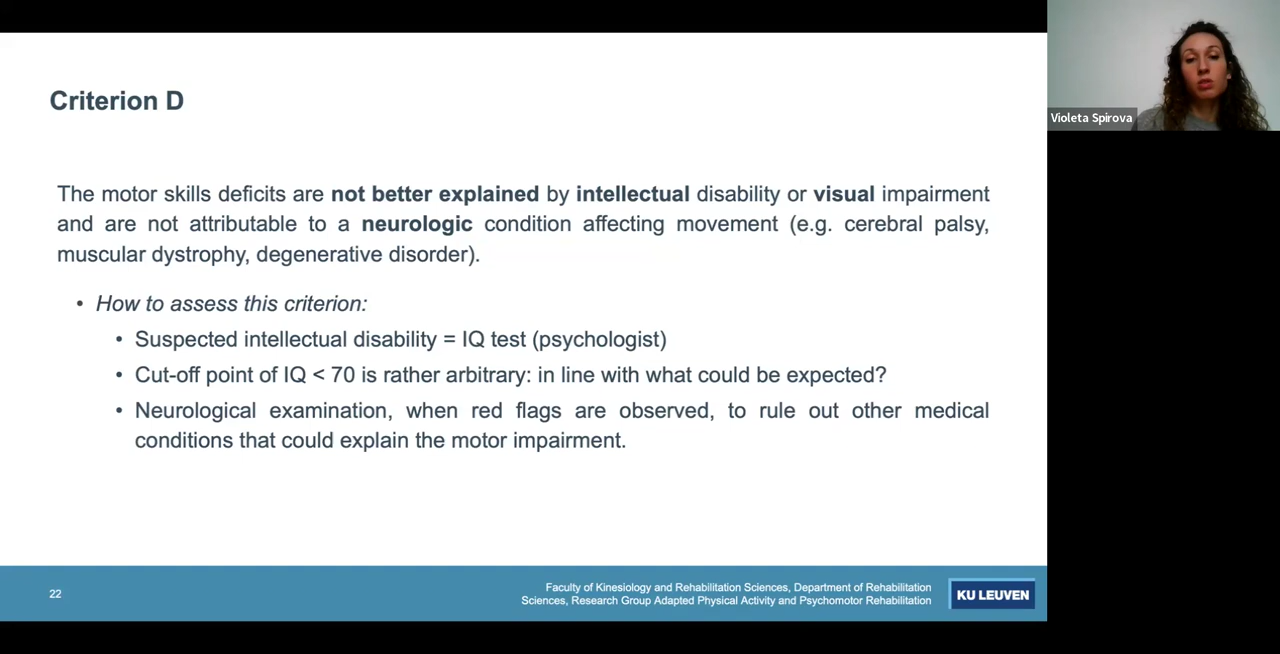 Criterion D
The motor skills deficits are not better explained by intellectual disability or visual impairment
and are not attributable to a neurologic condition affecting movement (e.g. cerebral palsy,
muscular dystrophy, degenerative disorder).
• How to assess this criterion:
• Suspected intellectual disability = IQ test (psychologist)
• Cut-off point of IQ < 70 is rather arbitrary: in line with what could be expected?
• Neurological examination, when red flags are observed, to rule out other medical
conditions that could explain the motor impairment.
22
Faculty of Kinesiology and Rehabilitation Sciences, Department of Rehabilitation
Sciences, Research Group Adapted Physical Activity and Psychomotor Rehabilitation
KU LEUVEN
Violeta Spirova